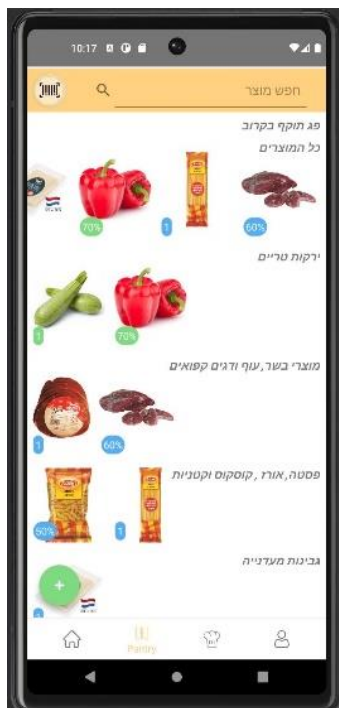 10:17
חפש מוצר
פג תוקף בקרוב
כל המוצרים
60%
1
70%
ירקות טריים
70%
1
מוצרי בשר, עוף ודגים קפואים
60%
1
פסטה, אורז, קוסקוס וקטניות
1
50%
גבינות מעדנייה
+
Pantry